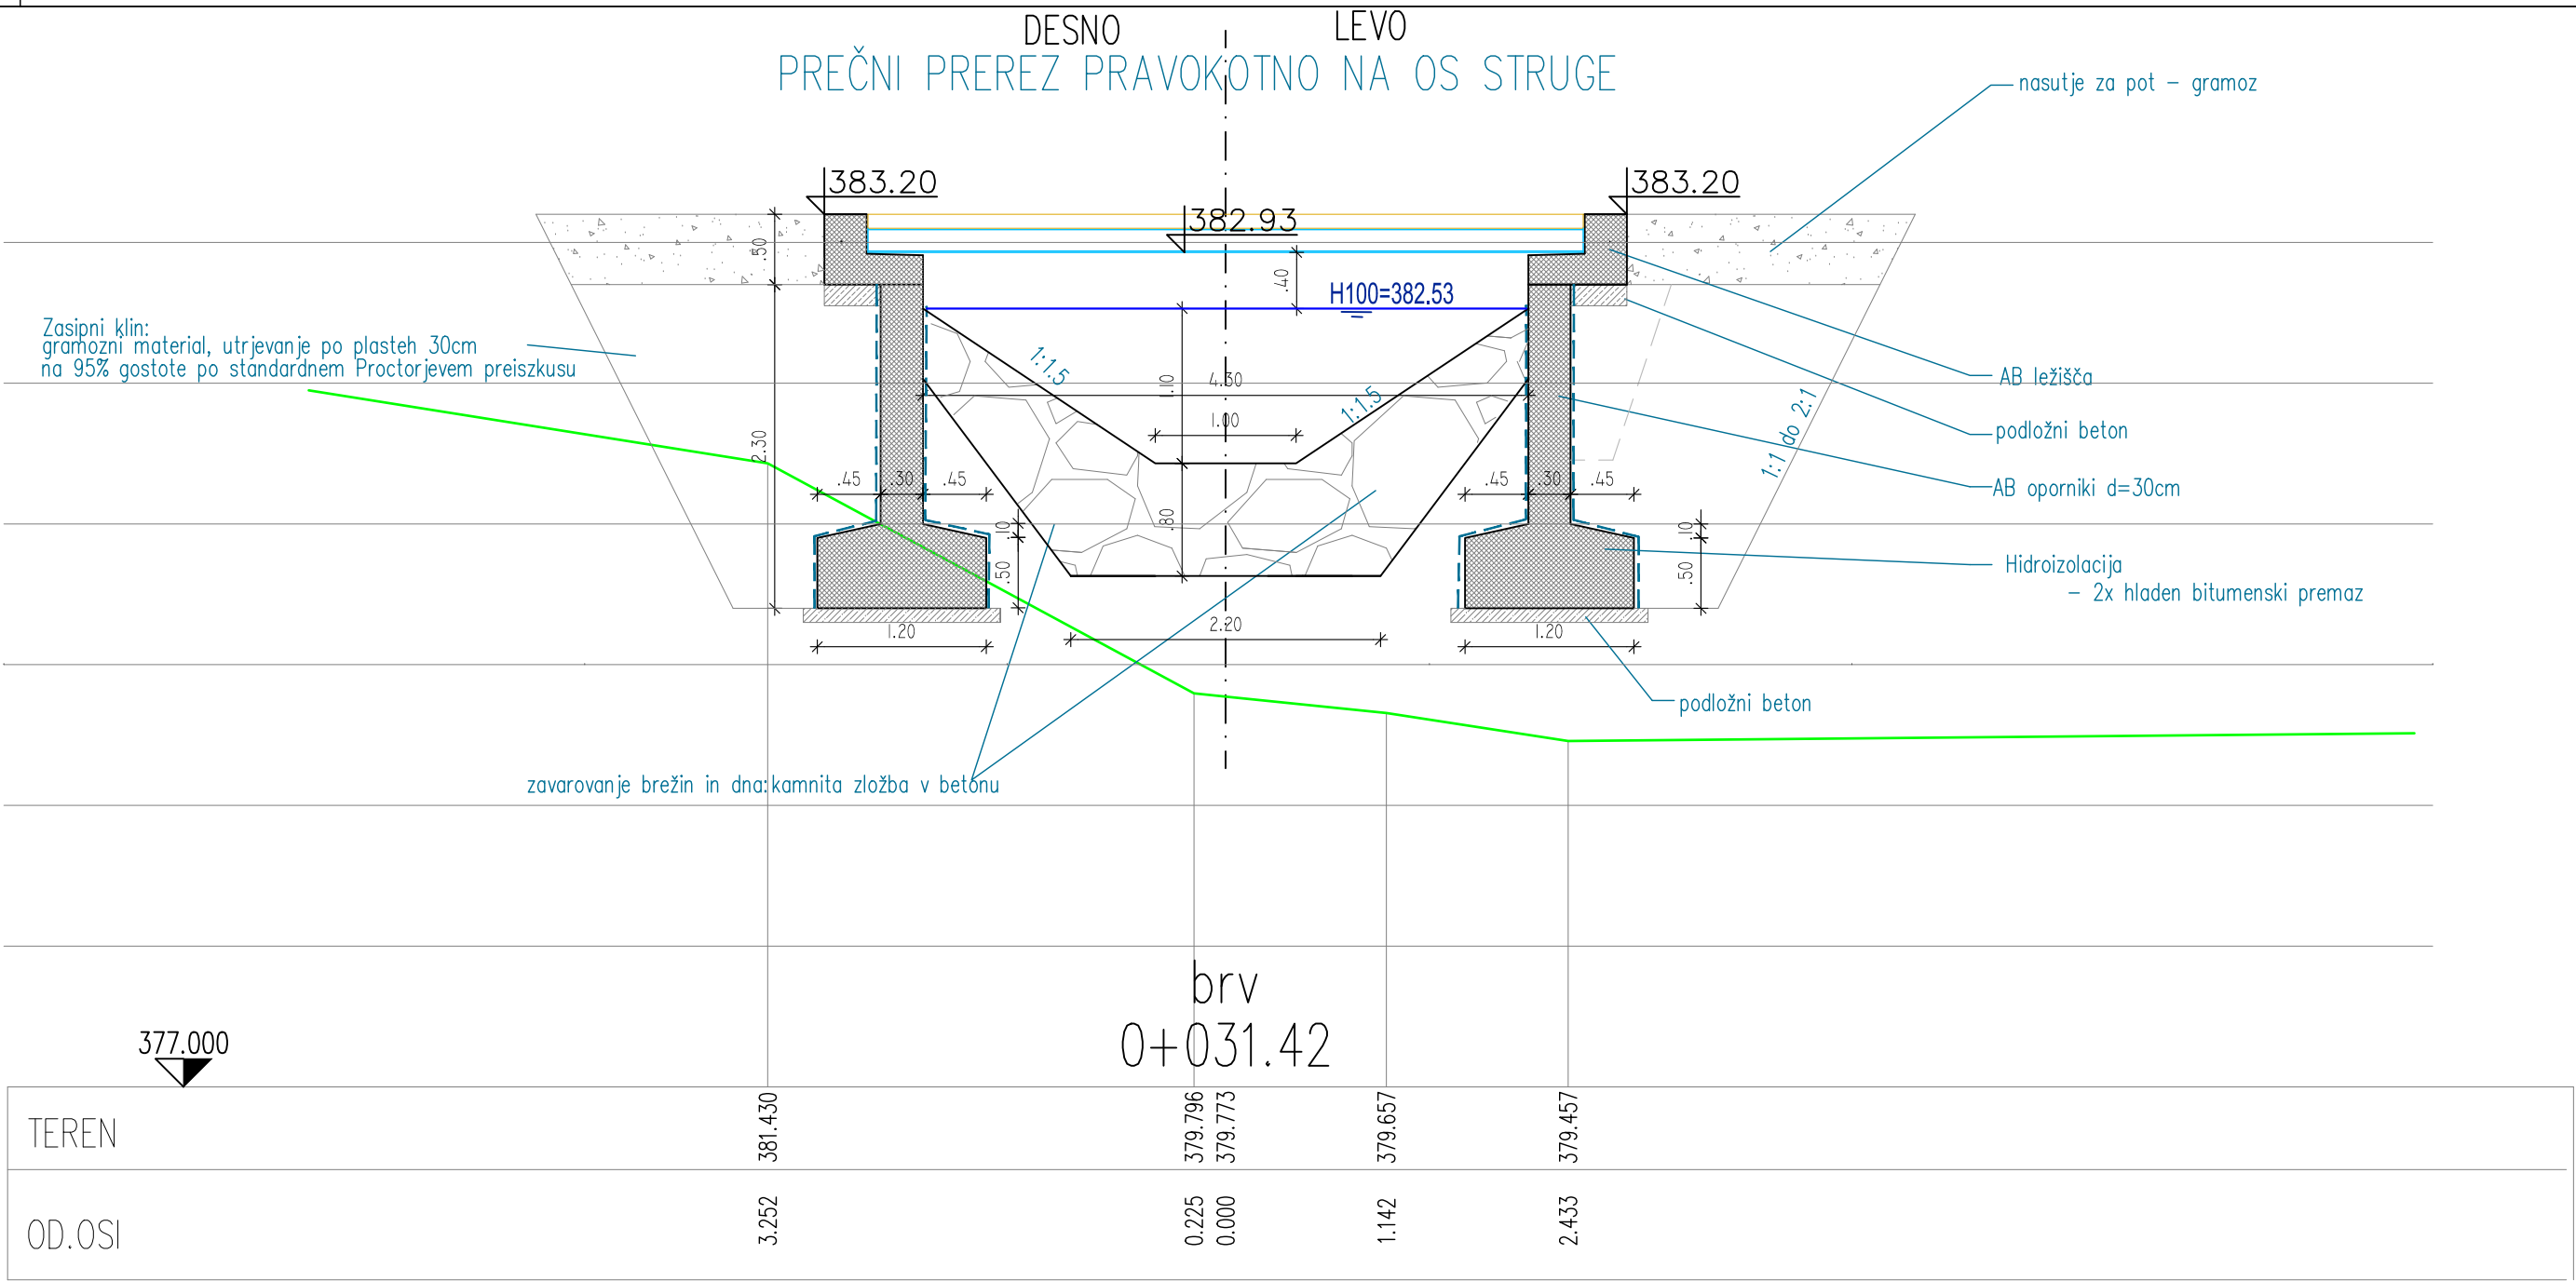 DESNO
LEVO
PREČNI PREREZ PRAVOKOTNO NA OS STRUGE
nasutje za pot - gramoz
383.20
383.20
382.93
.50
.40
H100=382.53
Zasipni klin:
gramozni material, utrjevanje po plasteh 30cm
na 95% gostote po standardnem Proctorjevem preiszkusu
1:1.5
1.10
4.30
1:1.5
1.00
AB ležišča
podložni beton
1:1 do 2:1
2.30
.45
.30
.45
.45
.30
.45
AB oporniki d=30cm
.80
.10
.50
.10
.50
Hidroizolacija
- 2x hladen bitumenski premaz
1.20
2.20
1.20
podložni beton
zavarovanje brežin in dna:kamnita zložba v betonu
brv
0+031.42
377.000
TEREN
381.430
379.796
379.773
379.657
379.457
OD.OSI
3.252
0.225
0.000
1.142
2.433